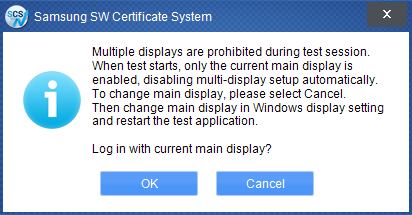 SCSN Samsung SW Certificate System X
Multiple displays are prohibited during test session.
When test starts, only the current main display is
enabled, disabling multi-display setup automatically.
To change main display, please select Cancel.
Then change main display in Windows display setting
and restart the test application.
Log in with current main display?
OK Cancel